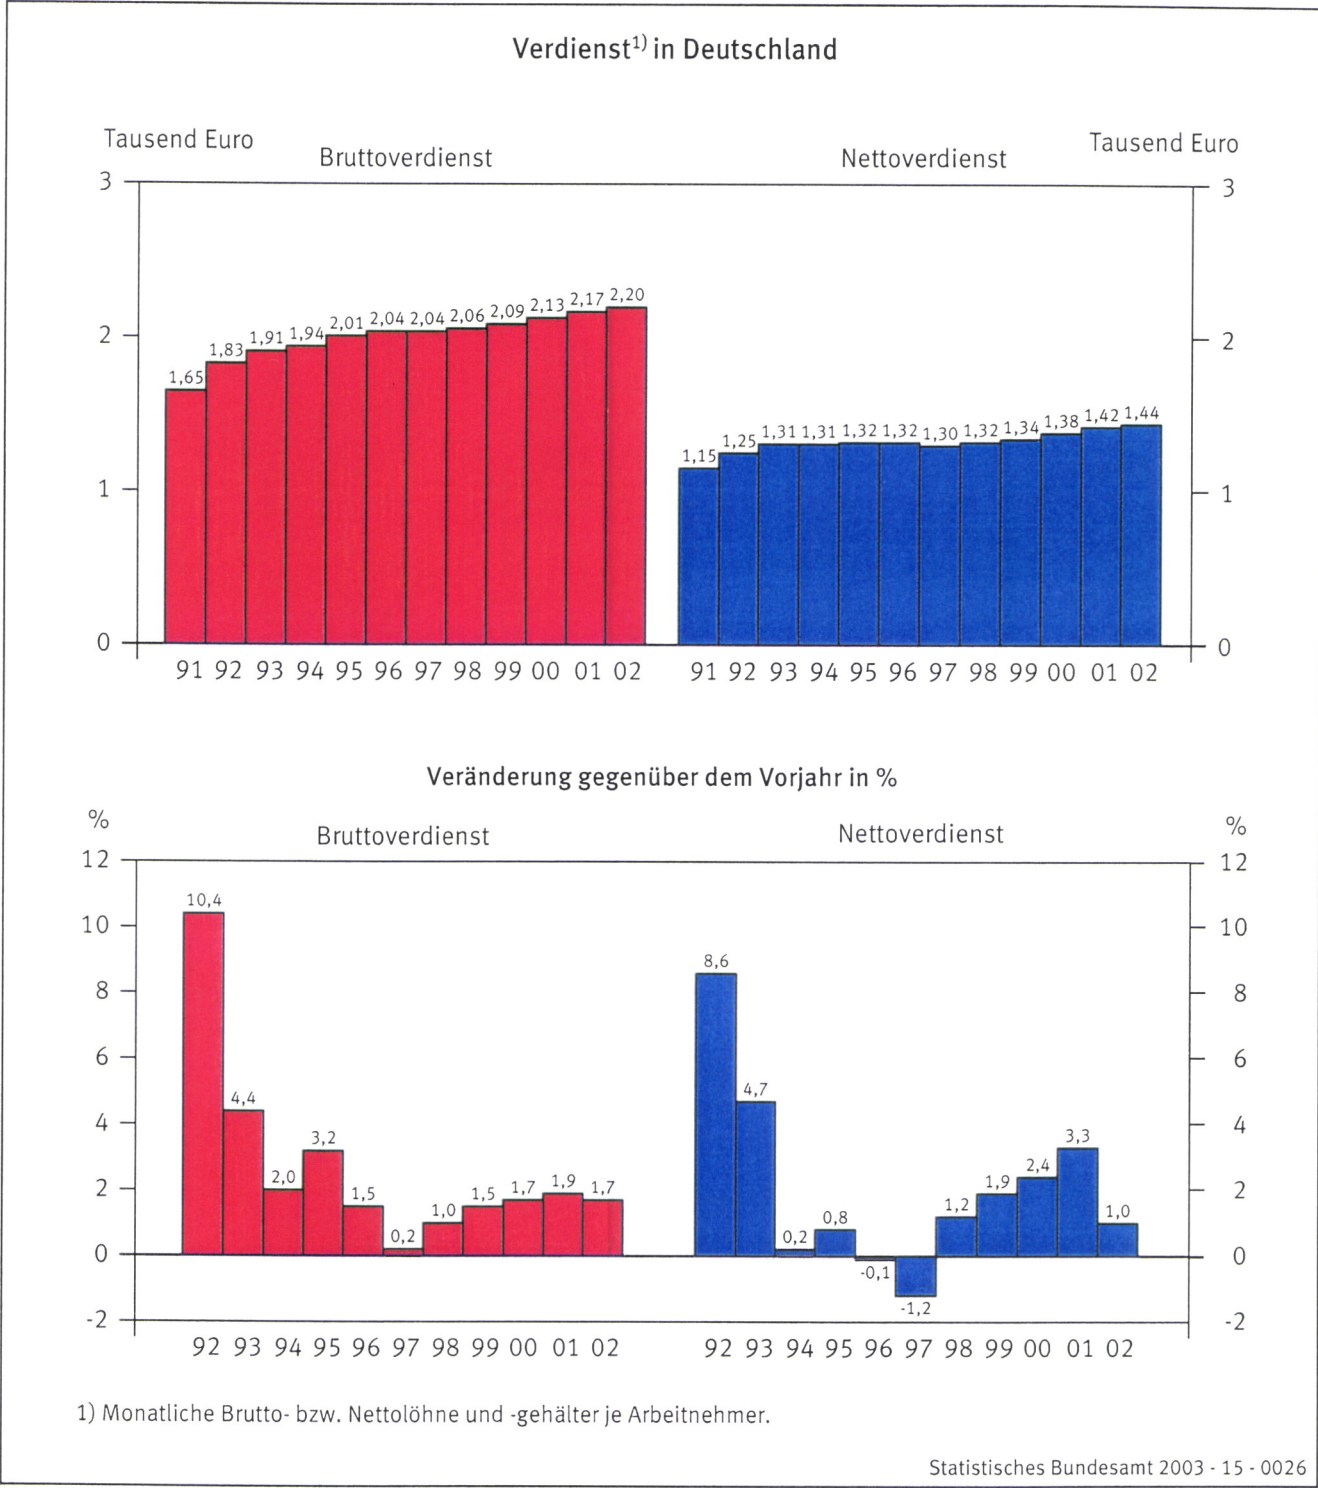 Verdienst1) in Deutschland
Tausend Euro
Tausend Euro
Bruttoverdienst
Nettoverdienst
3
2
1
0
1,65 1,83 1,91 1,94 2,01 2,04 2,04 2,06 2,09 2,13 2,17 2,20
91 92 93 94 95 96 97 98 99 00 01 02
1,15 1,25 1,31 1,31 1,32 1,32 1,30 1,32 1,34 1,38 1,42 1,44
91 92 93 94 95 96 97 98 99 00 01 02
3
2
1
0
Veränderung gegenüber dem Vorjahr in %
%
%
Bruttoverdienst
Nettoverdienst
12
10
8
6
4
2
0
-2
10,4 4,4 2,0 3,2 1,5 0,2 1,0 1,5 1,7 1,9 1,7
92 93 94 95 96 97 98 99 00 01 02
8,6 4,7 0,2 0,8 -0,1 -1,2 1,2 1,9 2,4 3,3 1,0
92 93 94 95 96 97 98 99 00 01 02
12
10
8
6
4
2
0
-2
1) Monatliche Brutto- bzw. Nettolöhne und -gehälter je Arbeitnehmer.
Statistisches Bundesamt 2003 - 15 - 0026